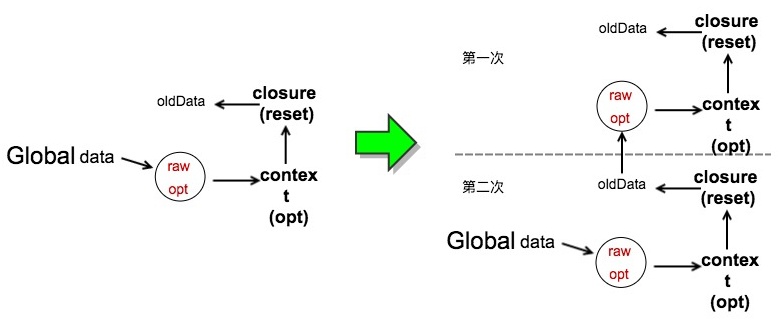 oldData
closure
(reset)
Global data
raw
opt
contex
t
(opt)
第一次
oldData
closure
(reset)
raw
opt
contex
t
(opt)
第二次
oldData
closure
(reset)
Global data
raw
opt
contex
t
(opt)